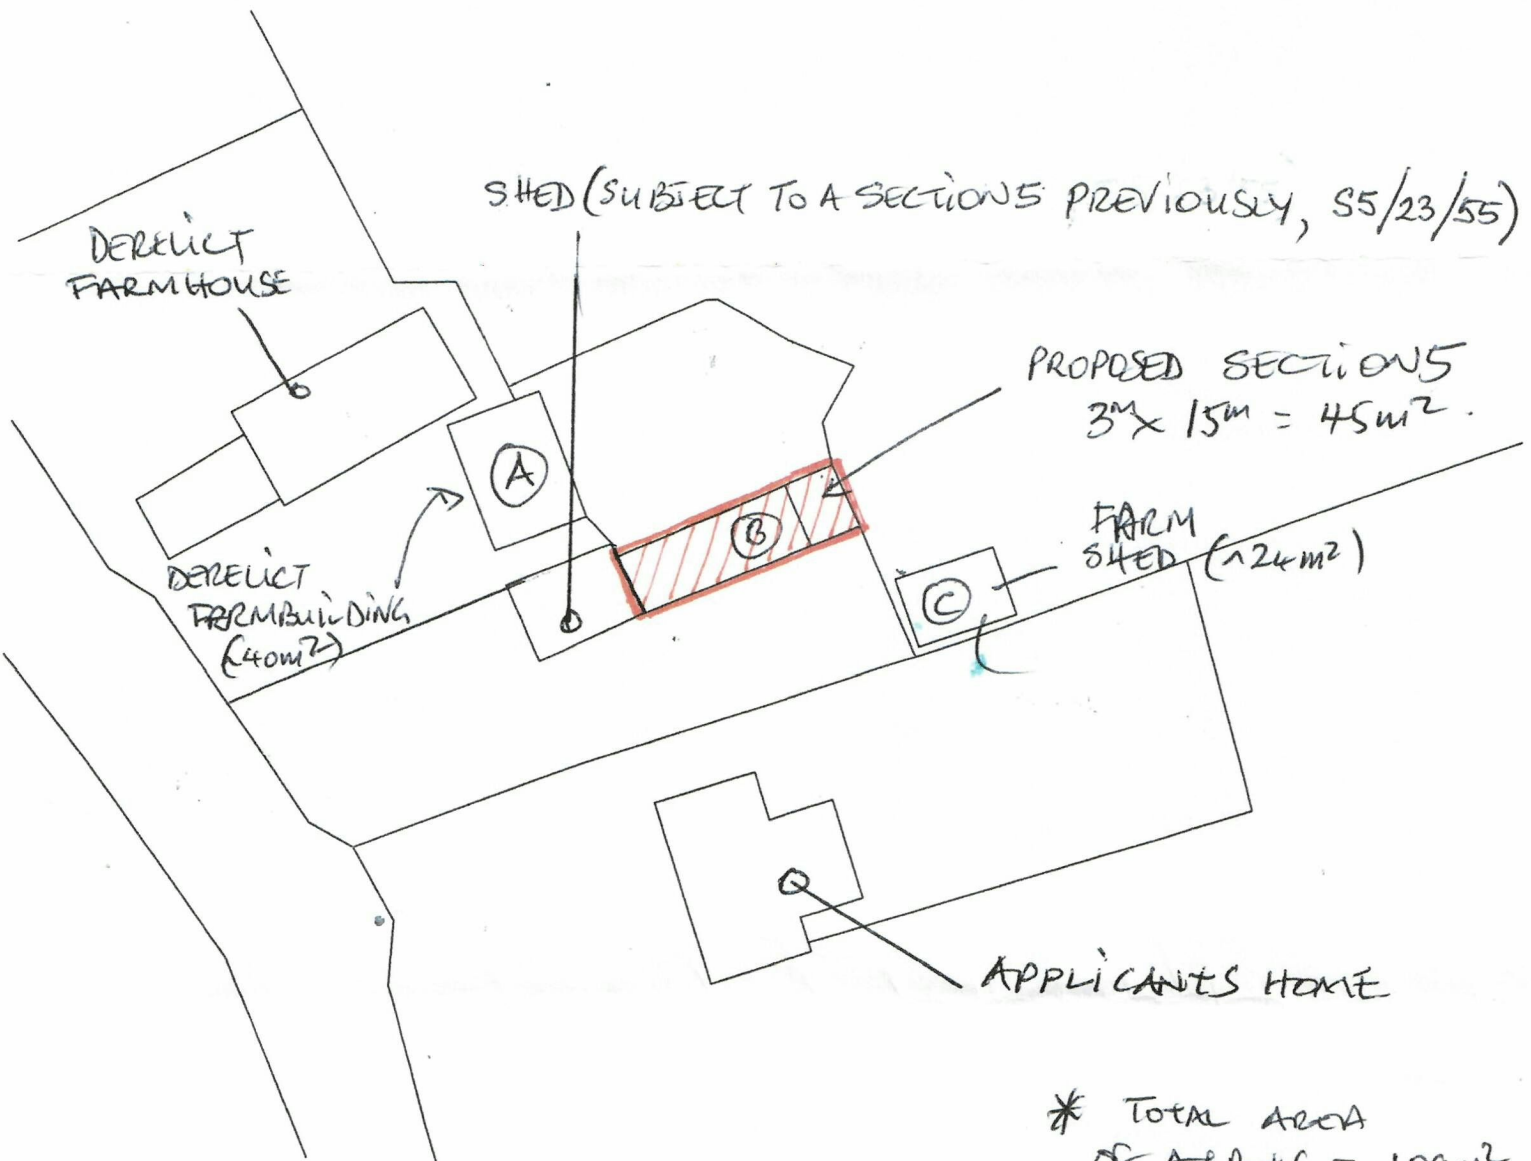 SHED (SUBJECT TO A SECTION 5 PREVIOUSLY, S5/23/55)
DERELICT
FARMHOUSE
PROPOSED SECTION 5
3m x 15m = 45m².
A
B
FARM
SHED (~24m²)
C
DERELICT
FARMBUILDING
(~40m²)
APPLICANTS HOME
* TOTAL AREA